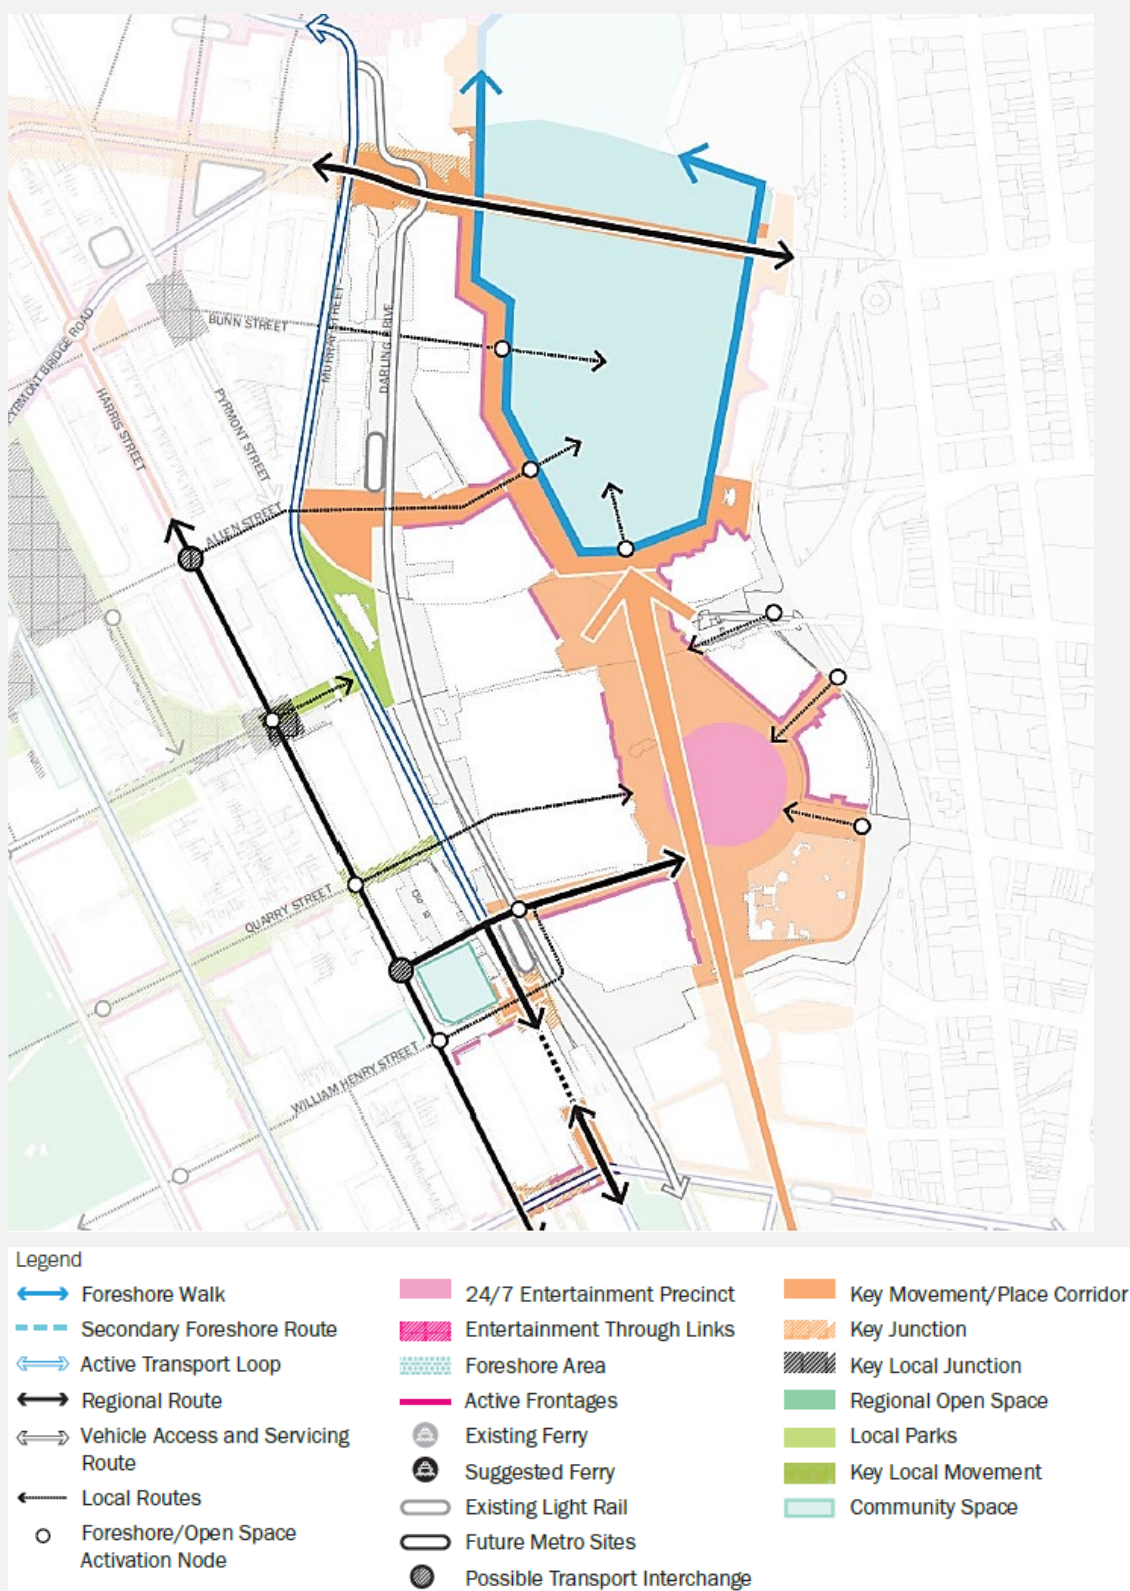 BUNN STREET
MURRAY STREET
DARLING DRIVE
PYRMONT BRIDGE ROAD
HARRIS STREET
PYRMONT STREET
ALLEN STREET
QUARRY STREET
WILLIAM HENRY STREET
Legend
Foreshore Walk
Secondary Foreshore Route
Active Transport Loop
Regional Route
Vehicle Access and Servicing
Route
Local Routes
Foreshore/Open Space
Activation Node
24/7 Entertainment Precinct
Entertainment Through Links
Foreshore Area
Active Frontages
Existing Ferry
Suggested Ferry
Existing Light Rail
Future Metro Sites
Possible Transport Interchange
Key Movement/Place Corridor
Key Junction
Key Local Junction
Regional Open Space
Local Parks
Key Local Movement
Community Space